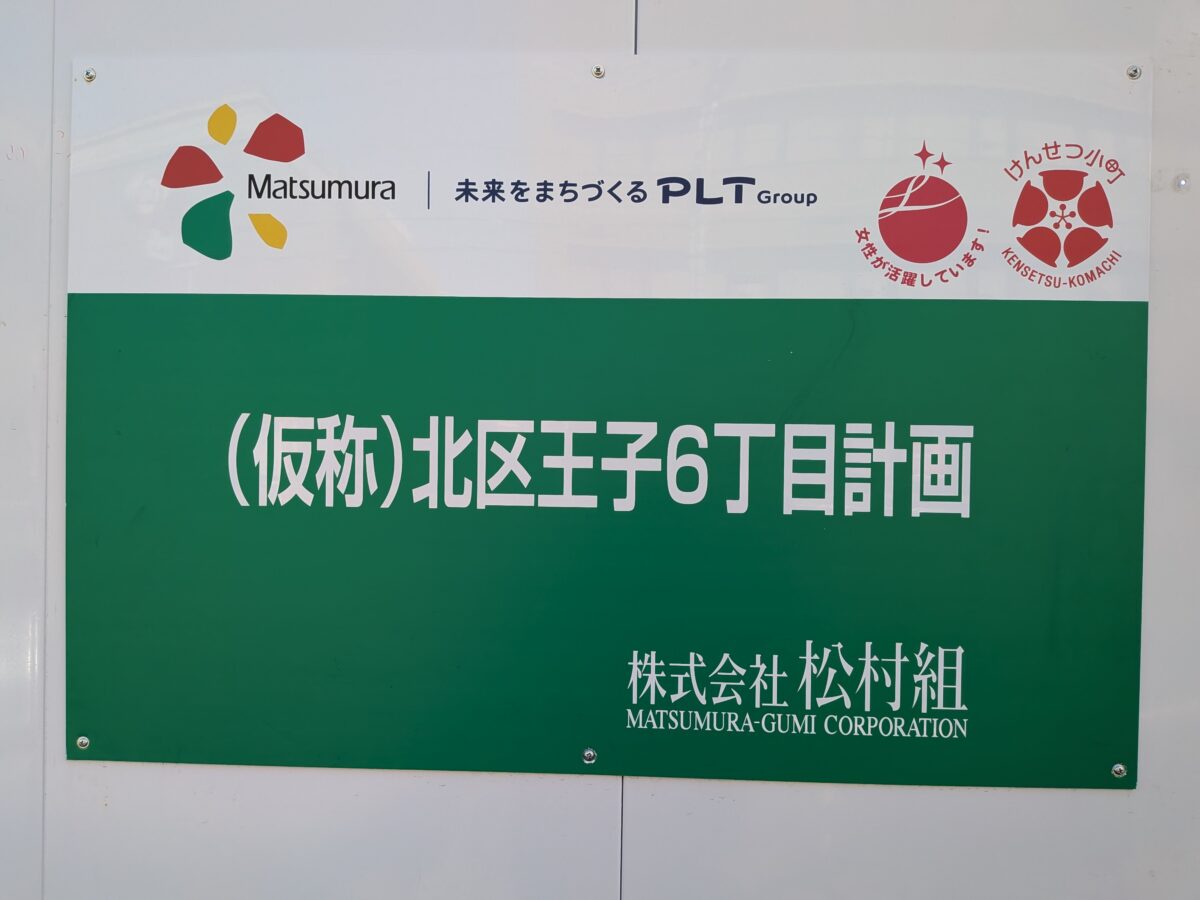 Matsumura
未来をまちづくる PLT Group
女性が活躍しています!
けんせつ小町
KENSETSU-KOMACHI
(仮称)北区王子6丁目計画
株式会社 松村組
MATSUMURA-GUMI CORPORATION